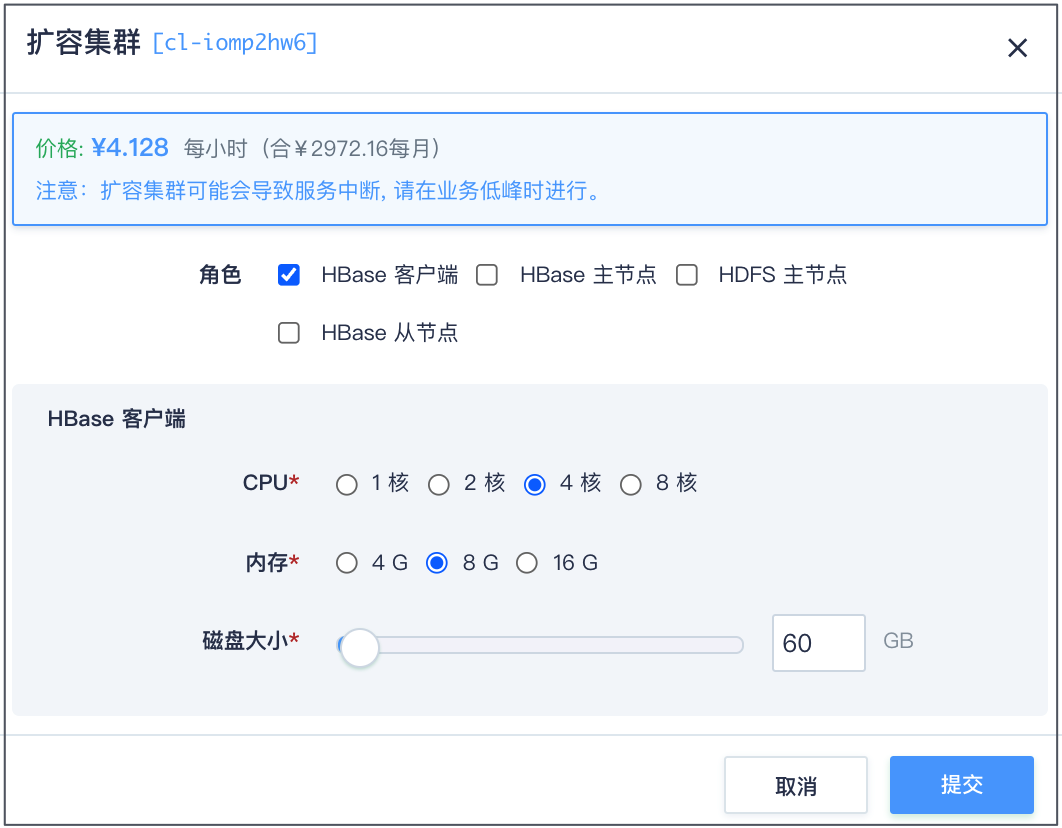 扩容集群 [cl-iomp2hw6]
价格: ¥4.128 每小时（合￥2972.16每月）
注意：扩容集群可能会导致服务中断, 请在业务低峰时进行。
角色 HBase 客户端 HBase 主节点 HDFS 主节点
HBase 从节点
HBase 客户端
CPU* 1 核 2 核 4 核 8 核
内存* 4 G 8 G 16 G
磁盘大小* 60 GB
取消 提交